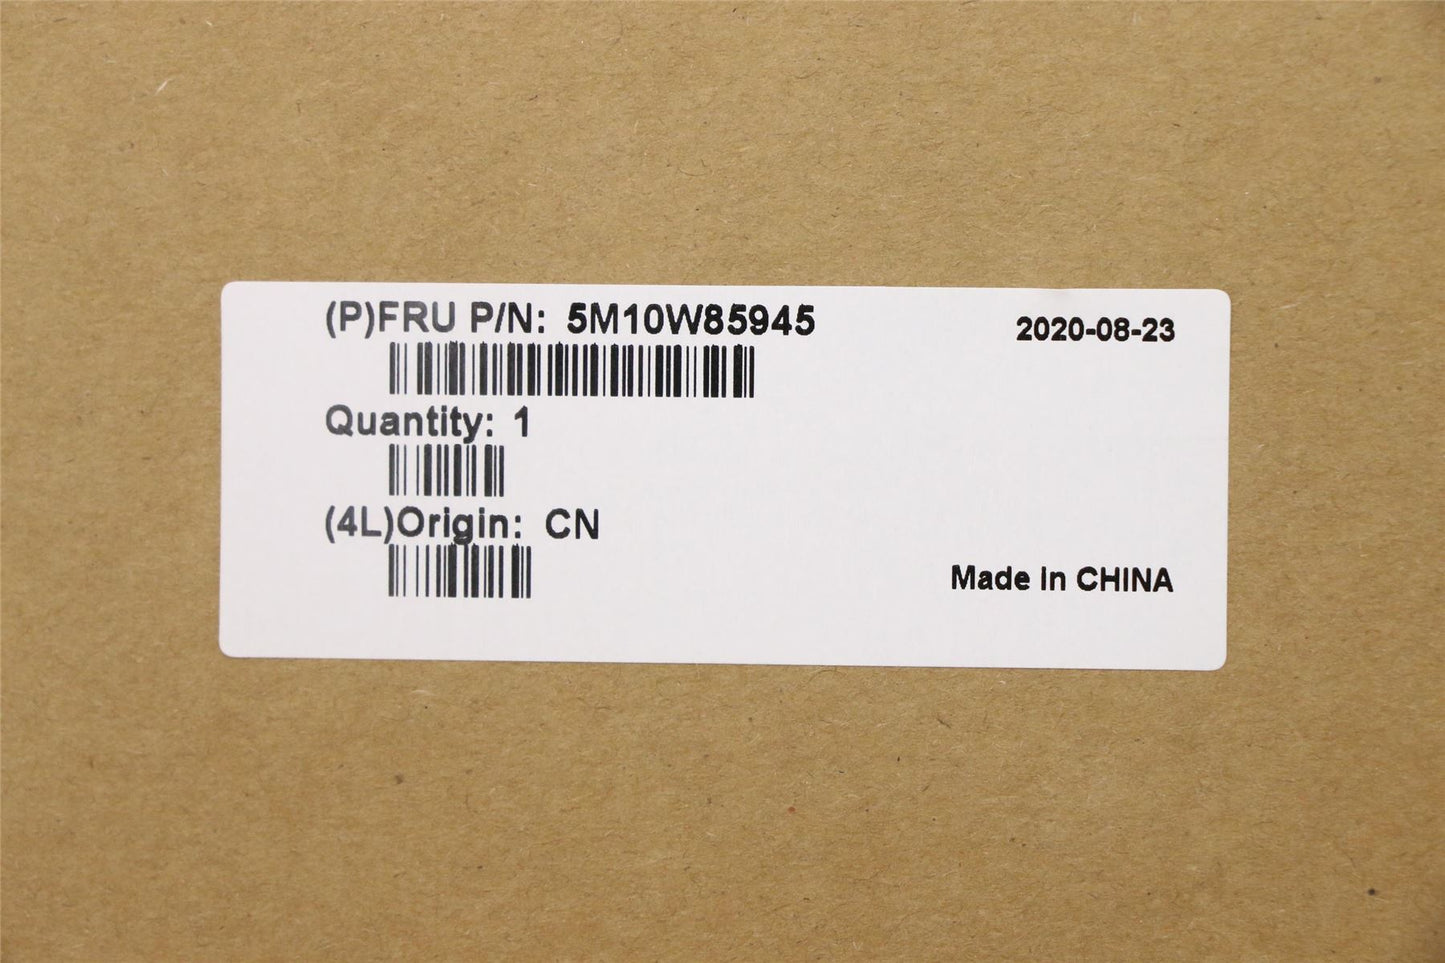 (P)FRU P/N: 5M10W85945
2020-08-23
Quantity: 1
(4L)Origin: CN
Made in CHINA